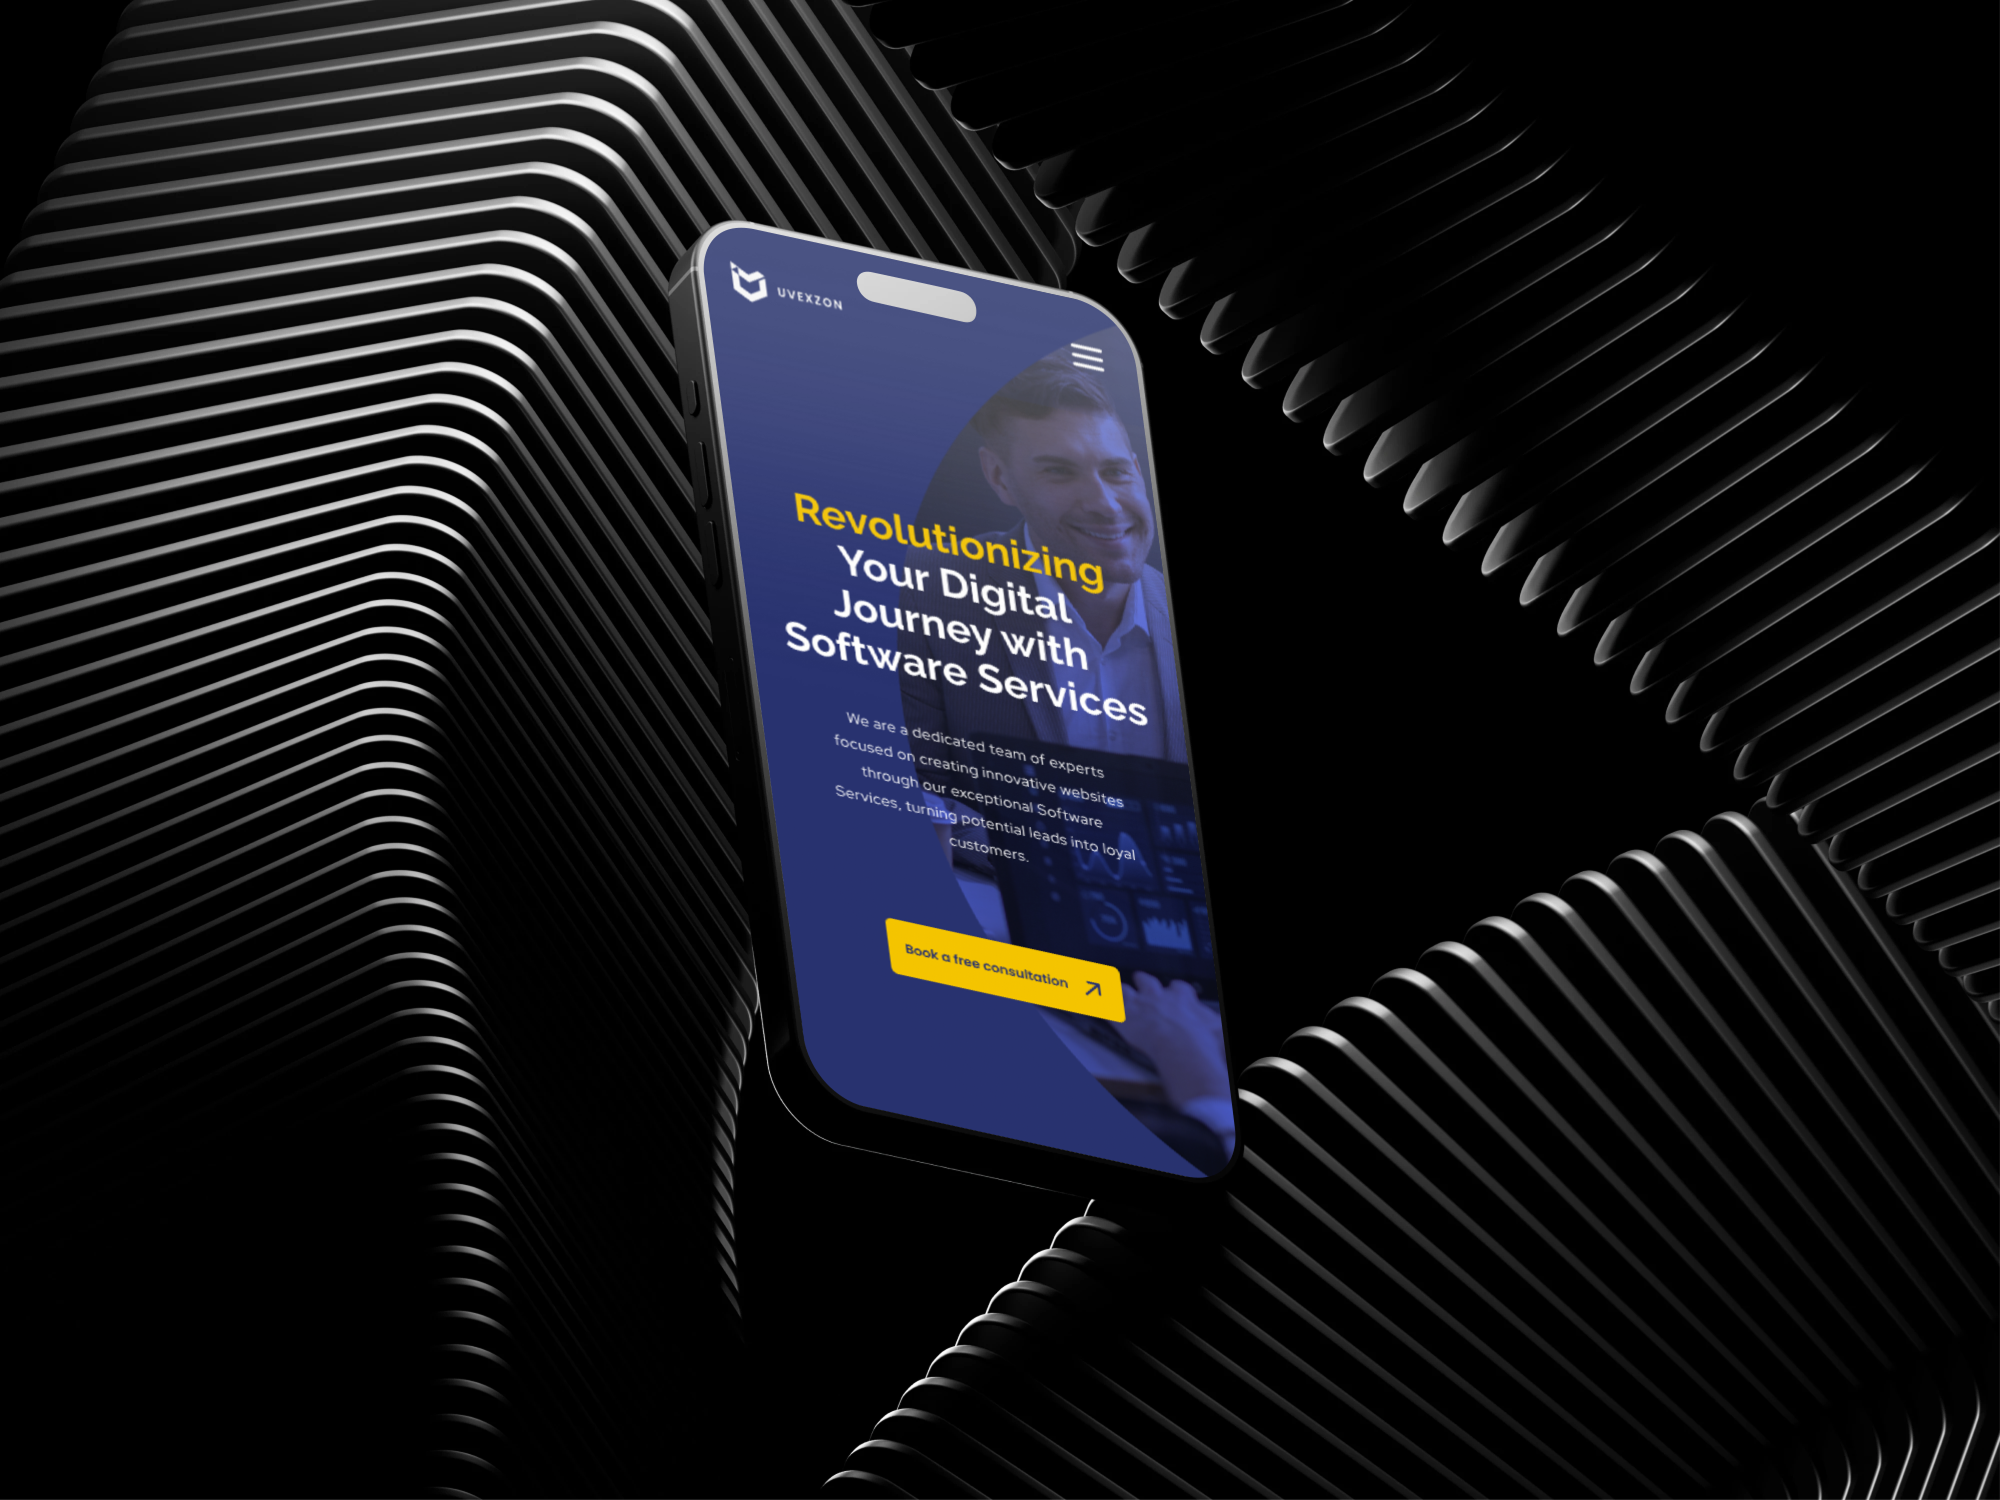 UVEXZON
Revolutionizing
Your Digital
Journey with
Software Services
We are a dedicated team of experts
focused on creating innovative websites
through our exceptional Software
Services, turning potential leads into loyal
customers.
Book a free consultation